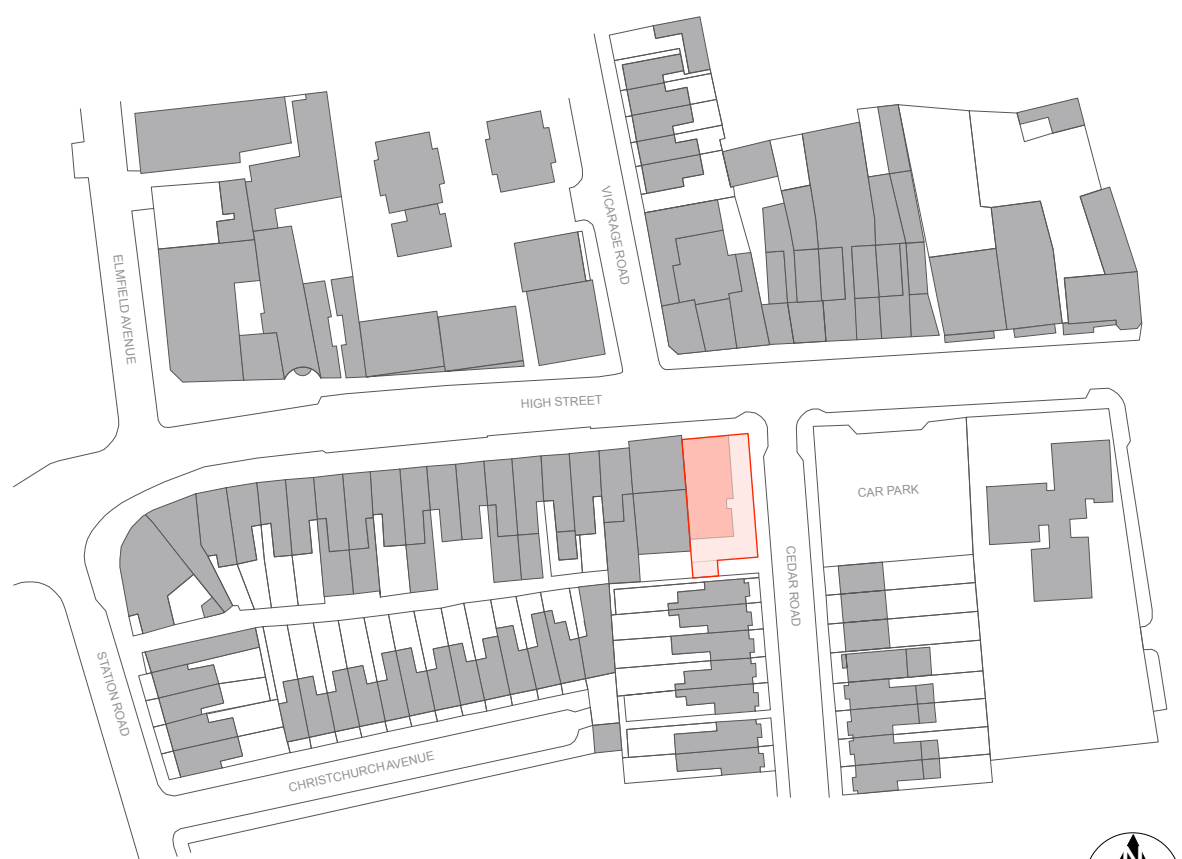 VICARAGE ROAD
ELMFIELD AVENUE
HIGH STREET
CAR PARK
CEDAR ROAD
STATION ROAD
CHRISTCHURCH AVENUE
N